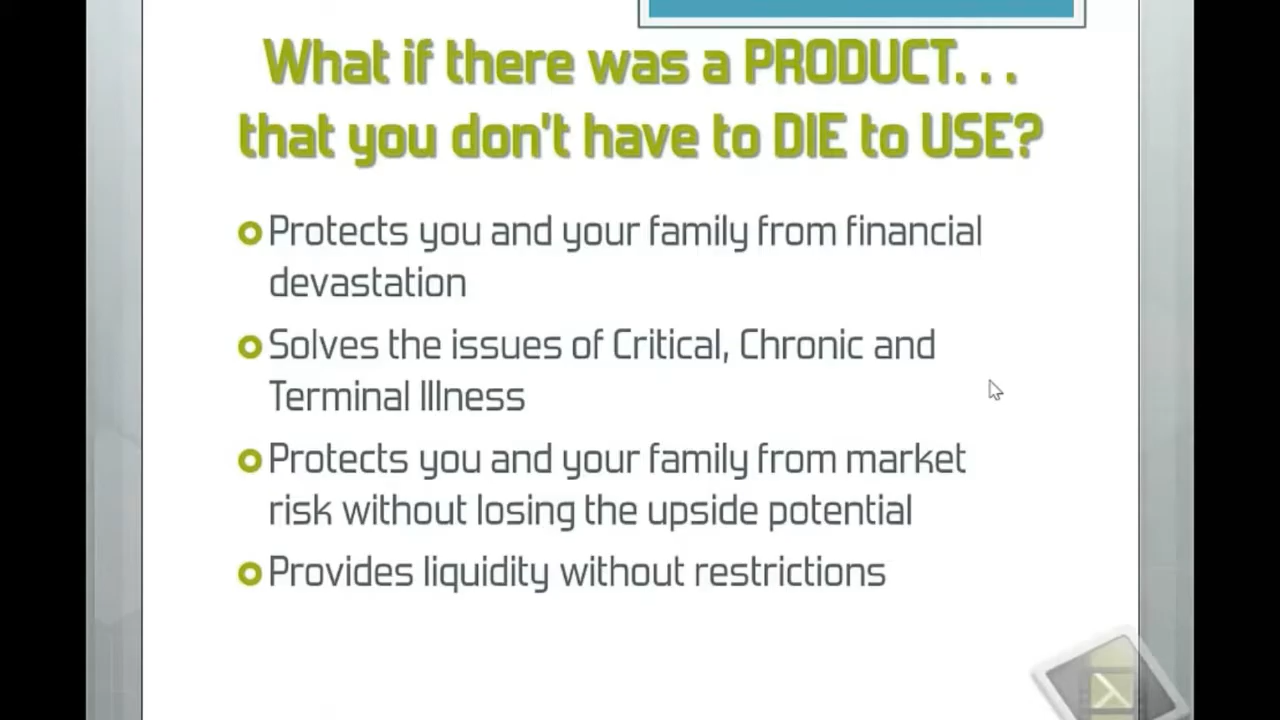 What if there was a PRODUCT. . .
that you don't have to DIE to USE?
Protects you and your family from financial
devastation
Solves the issues of Critical, Chronic and
Terminal Illness
Protects you and your family from market
risk without losing the upside potential
Provides liquidity without restrictions